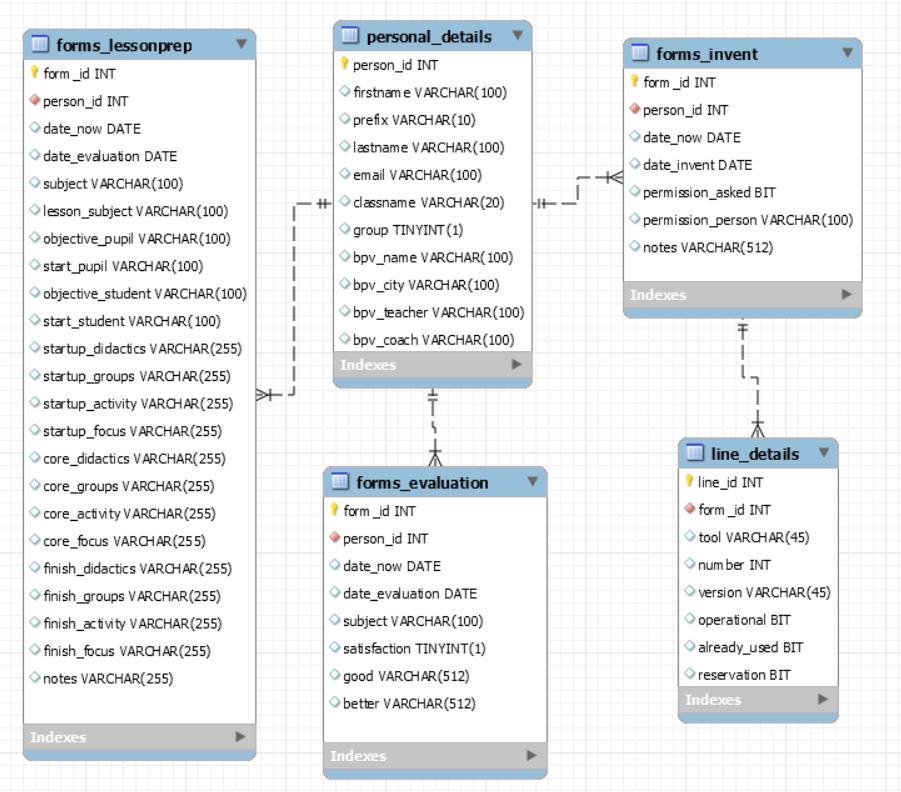 forms_lessonprep
form_id INT
person_id INT
date_now DATE
date_evaluation DATE
subject VARCHAR(100)
lesson_subject VARCHAR(100)
objective_pupil VARCHAR(100)
start_pupil VARCHAR(100)
objective_student VARCHAR(100)
start_student VARCHAR(100)
startup_didactics VARCHAR(255)
startup_groups VARCHAR(255)
startup_activity VARCHAR(255)
startup_focus VARCHAR(255)
core_didactics VARCHAR(255)
core_groups VARCHAR(255)
core_activity VARCHAR(255)
core_focus VARCHAR(255)
finish_didactics VARCHAR(255)
finish_groups VARCHAR(255)
finish_activity VARCHAR(255)
finish_focus VARCHAR(255)
notes VARCHAR(255)
Indexes
personal_details
person_id INT
firstname VARCHAR(100)
prefix VARCHAR(10)
lastname VARCHAR(100)
email VARCHAR(100)
classname VARCHAR(20)
group TINYINT(1)
bpv_name VARCHAR(100)
bpv_city VARCHAR(100)
bpv_teacher VARCHAR(100)
bpv_coach VARCHAR(100)
Indexes
forms_evaluation
form_id INT
person_id INT
date_now DATE
date_evaluation DATE
subject VARCHAR(100)
satisfaction TINYINT(1)
good VARCHAR(512)
better VARCHAR(512)
Indexes
forms_invent
form_id INT
person_id INT
date_now DATE
date_invent DATE
permission_asked BIT
permission_person VARCHAR(100)
notes VARCHAR(512)
Indexes
line_details
line_id INT
form_id INT
tool VARCHAR(45)
number INT
version VARCHAR(45)
operational BIT
already_used BIT
reservation BIT
Indexes